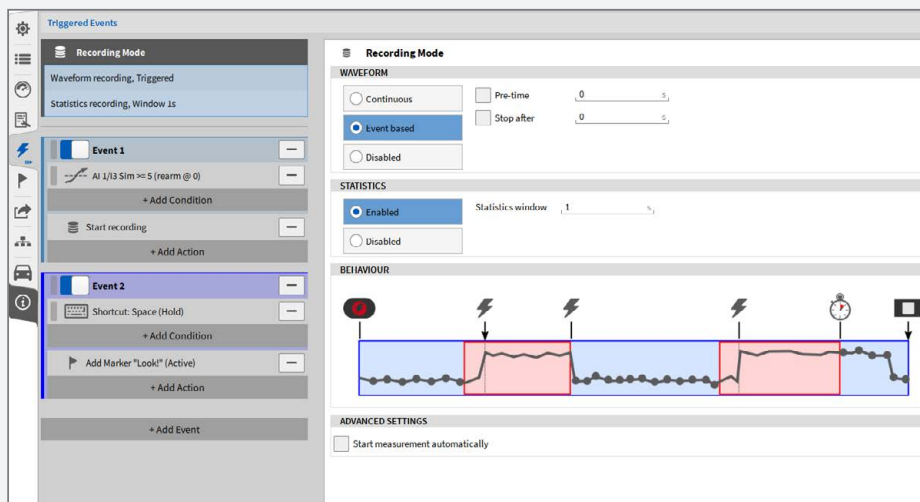 Triggered Events
Recording Mode
Waveform recording, Triggered
Statistics recording, Window 1s
Event 1
AI 1/I3 Sim >= 5 (rearm @ 0)
+ Add Condition
Start recording
+ Add Action
Event 2
Shortcut: Space (Hold)
+ Add Condition
Add Marker "Look!" (Active)
+ Add Action
+ Add Event
Recording Mode
WAVEFORM
Continuous
Event based
Disabled
Pre-time 0 s
Stop after 0 s
STATISTICS
Enabled
Disabled
Statistics window 1 s
BEHAVIOUR
ADVANCED SETTINGS
Start measurement automatically